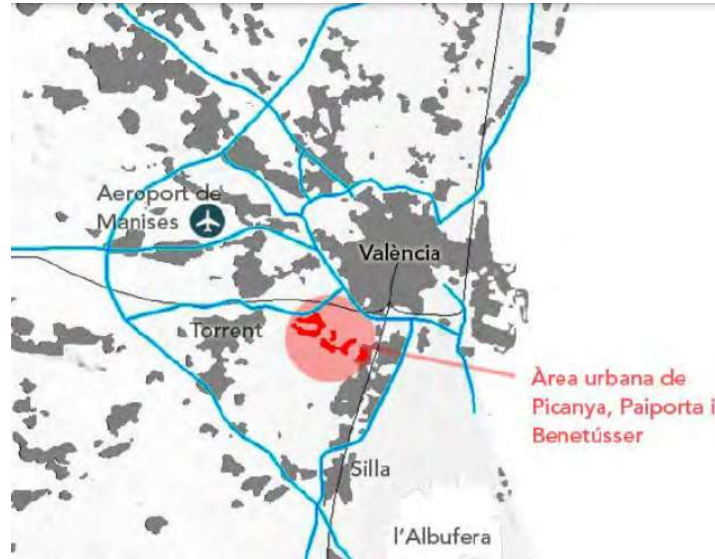 Aeroport de
Manises
València
Torrent
Àrea urbana de
Picanya, Paiporta i
Benetússer
Silla
l'Albufera